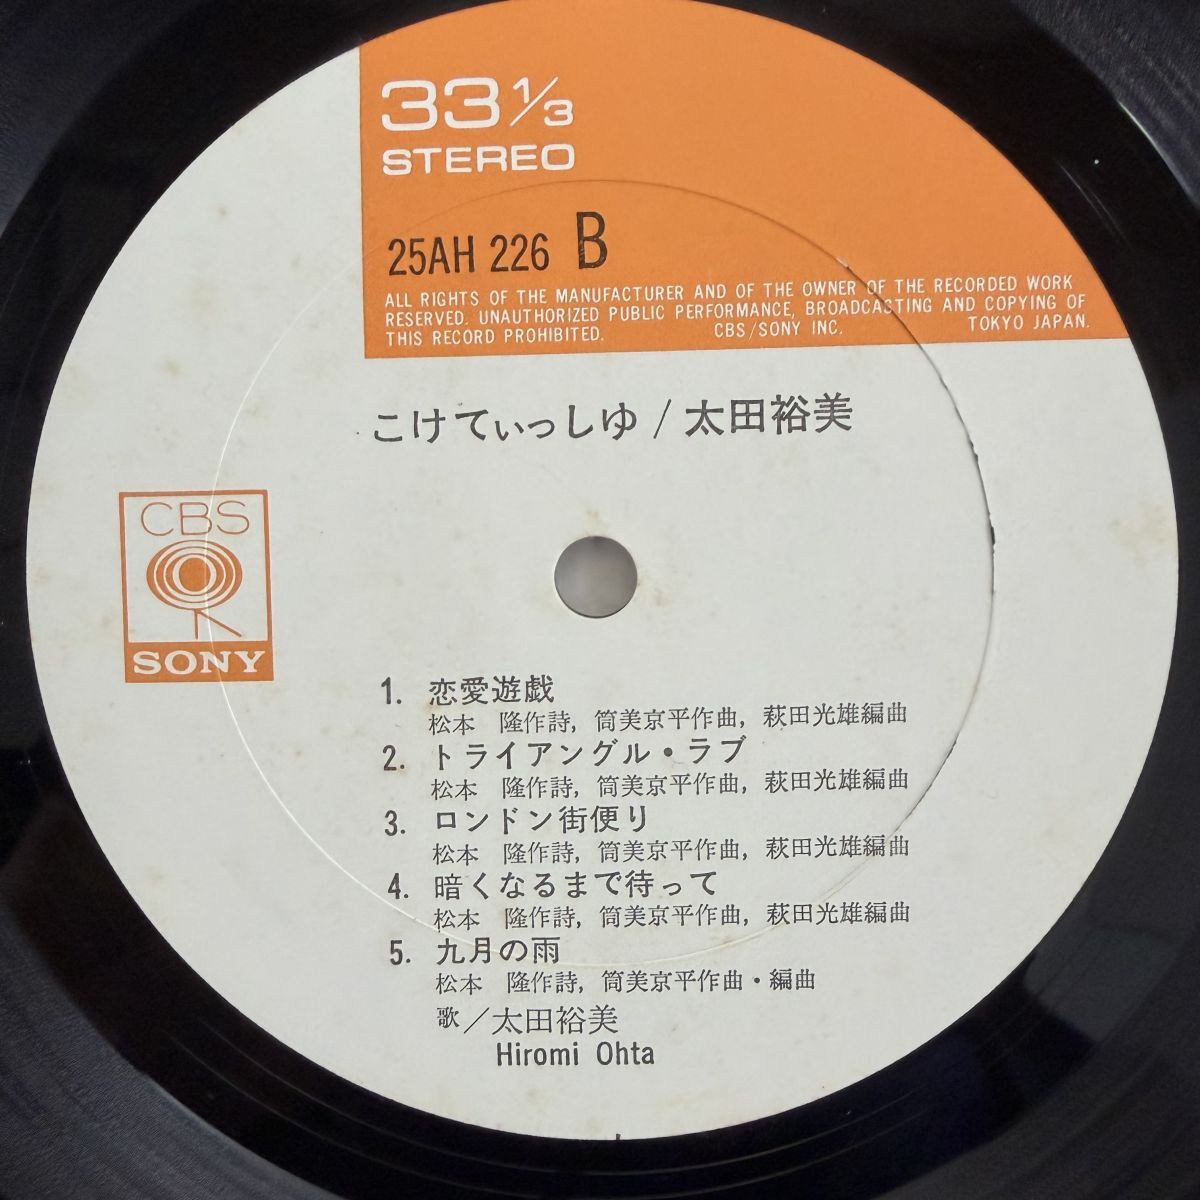 33 1/3
STEREO
25AH 226 B
ALL RIGHTS OF THE MANUFACTURER AND OF THE OWNER OF THE RECORDED WORK
RESERVED. UNAUTHORIZED PUBLIC PERFORMANCE, BROADCASTING AND COPYING OF
THIS RECORD PROHIBITED. CBS/SONY INC. TOKYO JAPAN.
こけてぃっしゆ/太田裕美
CBS
SONY
1. 恋愛遊戯
松本 隆作詩, 筒美京平作曲, 萩田光雄編曲
2. トライアングル・ラブ
松本 隆作詩, 筒美京平作曲, 萩田光雄編曲
3. ロンドン街便り
松本 隆作詩, 筒美京平作曲, 萩田光雄編曲
4. 暗くなるまで待って
松本 隆作詩, 筒美京平作曲, 萩田光雄編曲
5. 九月の雨
松本 隆作詩, 筒美京平作曲・編曲
歌/太田裕美
Hiromi Ohta